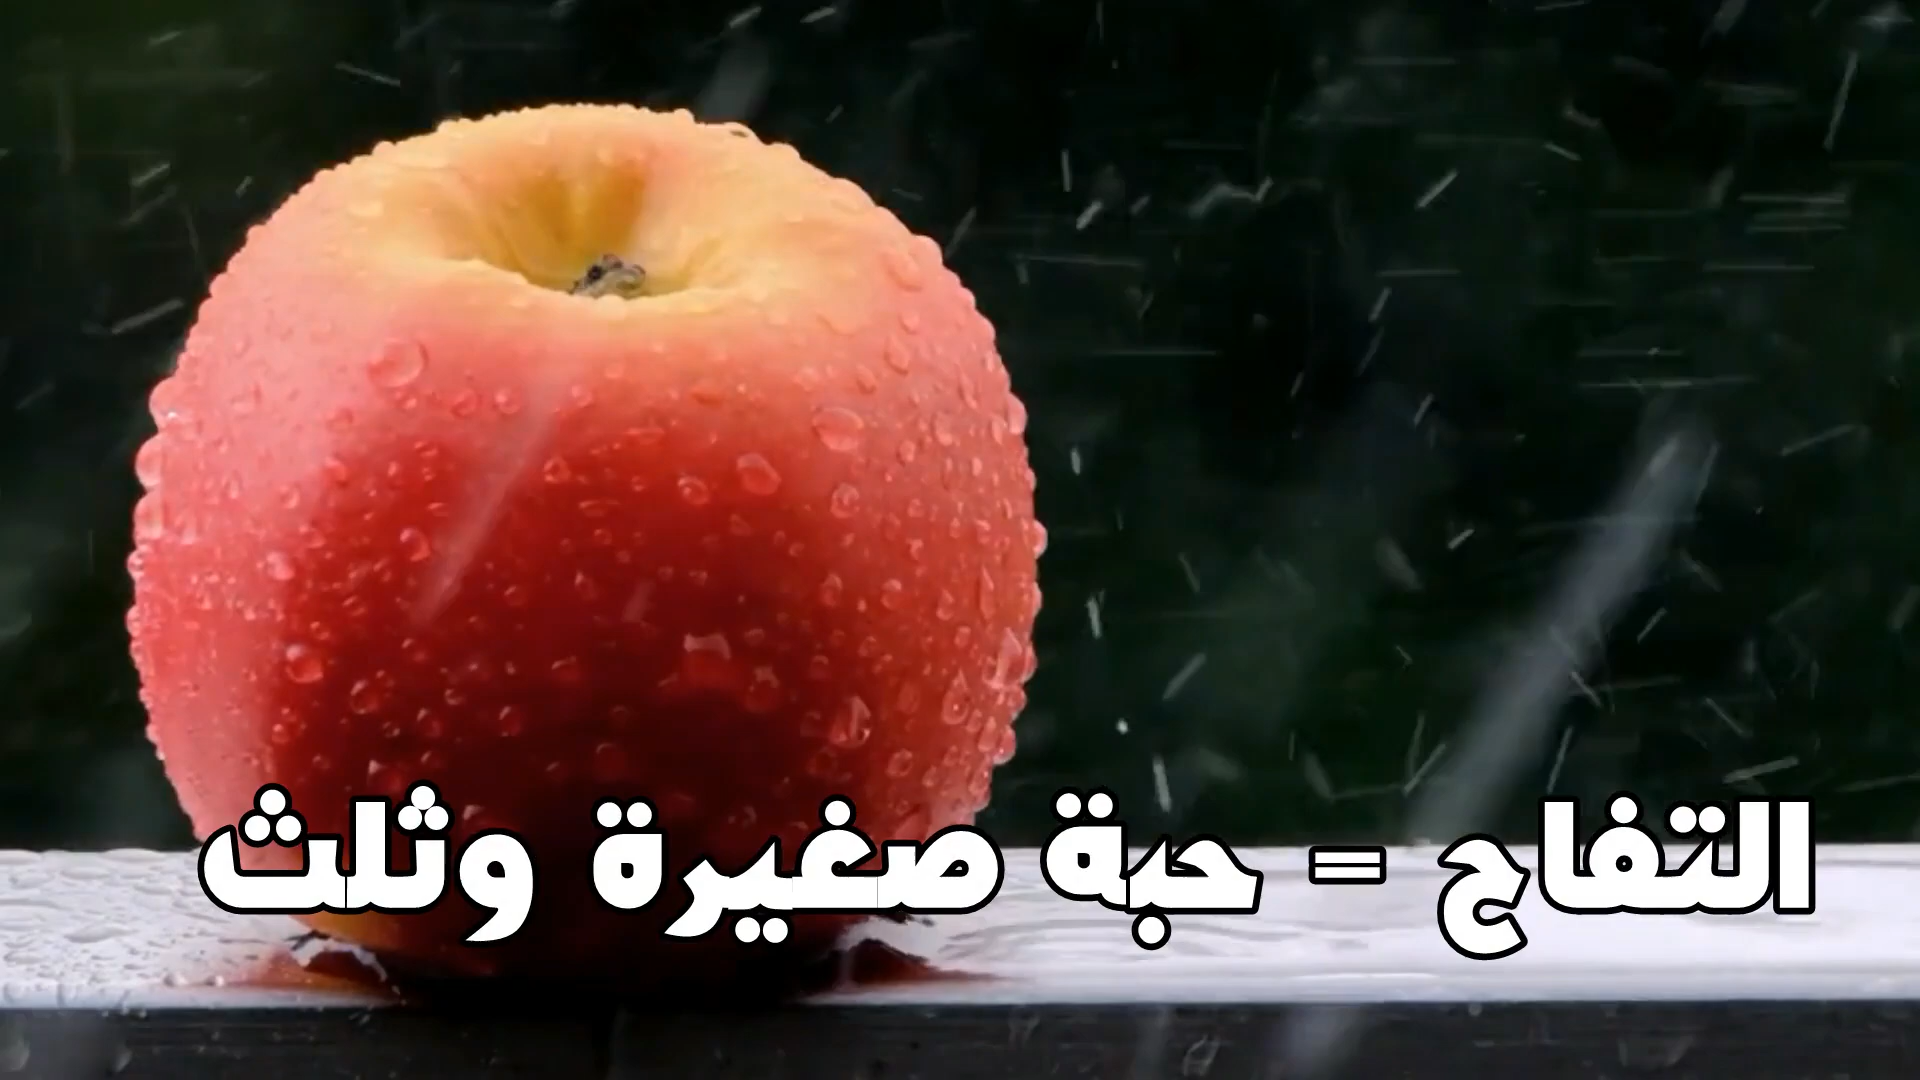 التفاح = حبة صغيرة وثلث